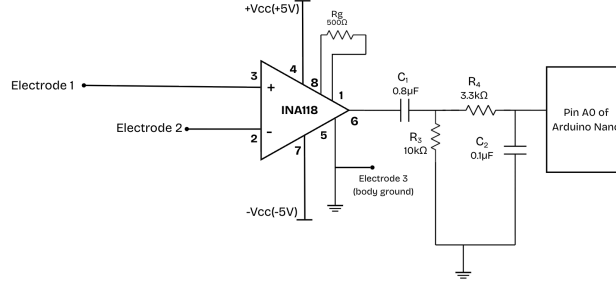 +Vcc(+5V)
Rg
500Ω
4
8
3
+
1
Electrode 1
INA118
C₁
0.8µF
R₄
3.3kΩ
6
Electrode 2
-
2
5
7
R₃
10kΩ
C₂
0.1µF
Pin A0 of
Arduino Nano
Electrode 3
(body ground)
-Vcc(-5V)